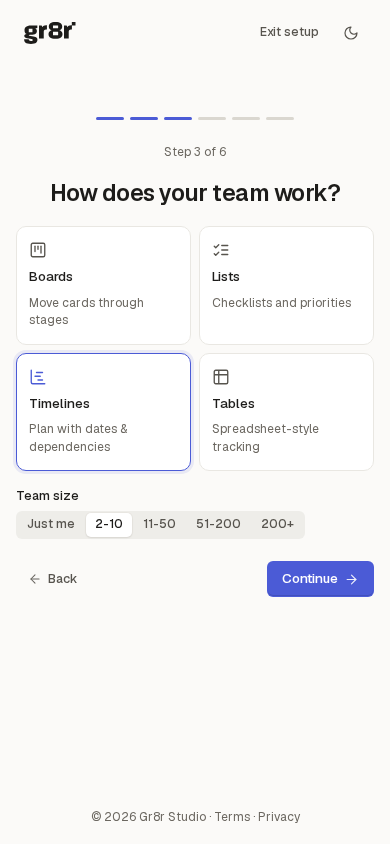 gr8r
Exit setup
Step 3 of 6
How does your team work?
Boards
Move cards through
stages
Lists
Checklists and priorities
Timelines
Plan with dates &
dependencies
Tables
Spreadsheet-style
tracking
Team size
Just me 2-10 11-50 51-200 200+
Back
Continue
© 2026 Gr8r Studio · Terms · Privacy